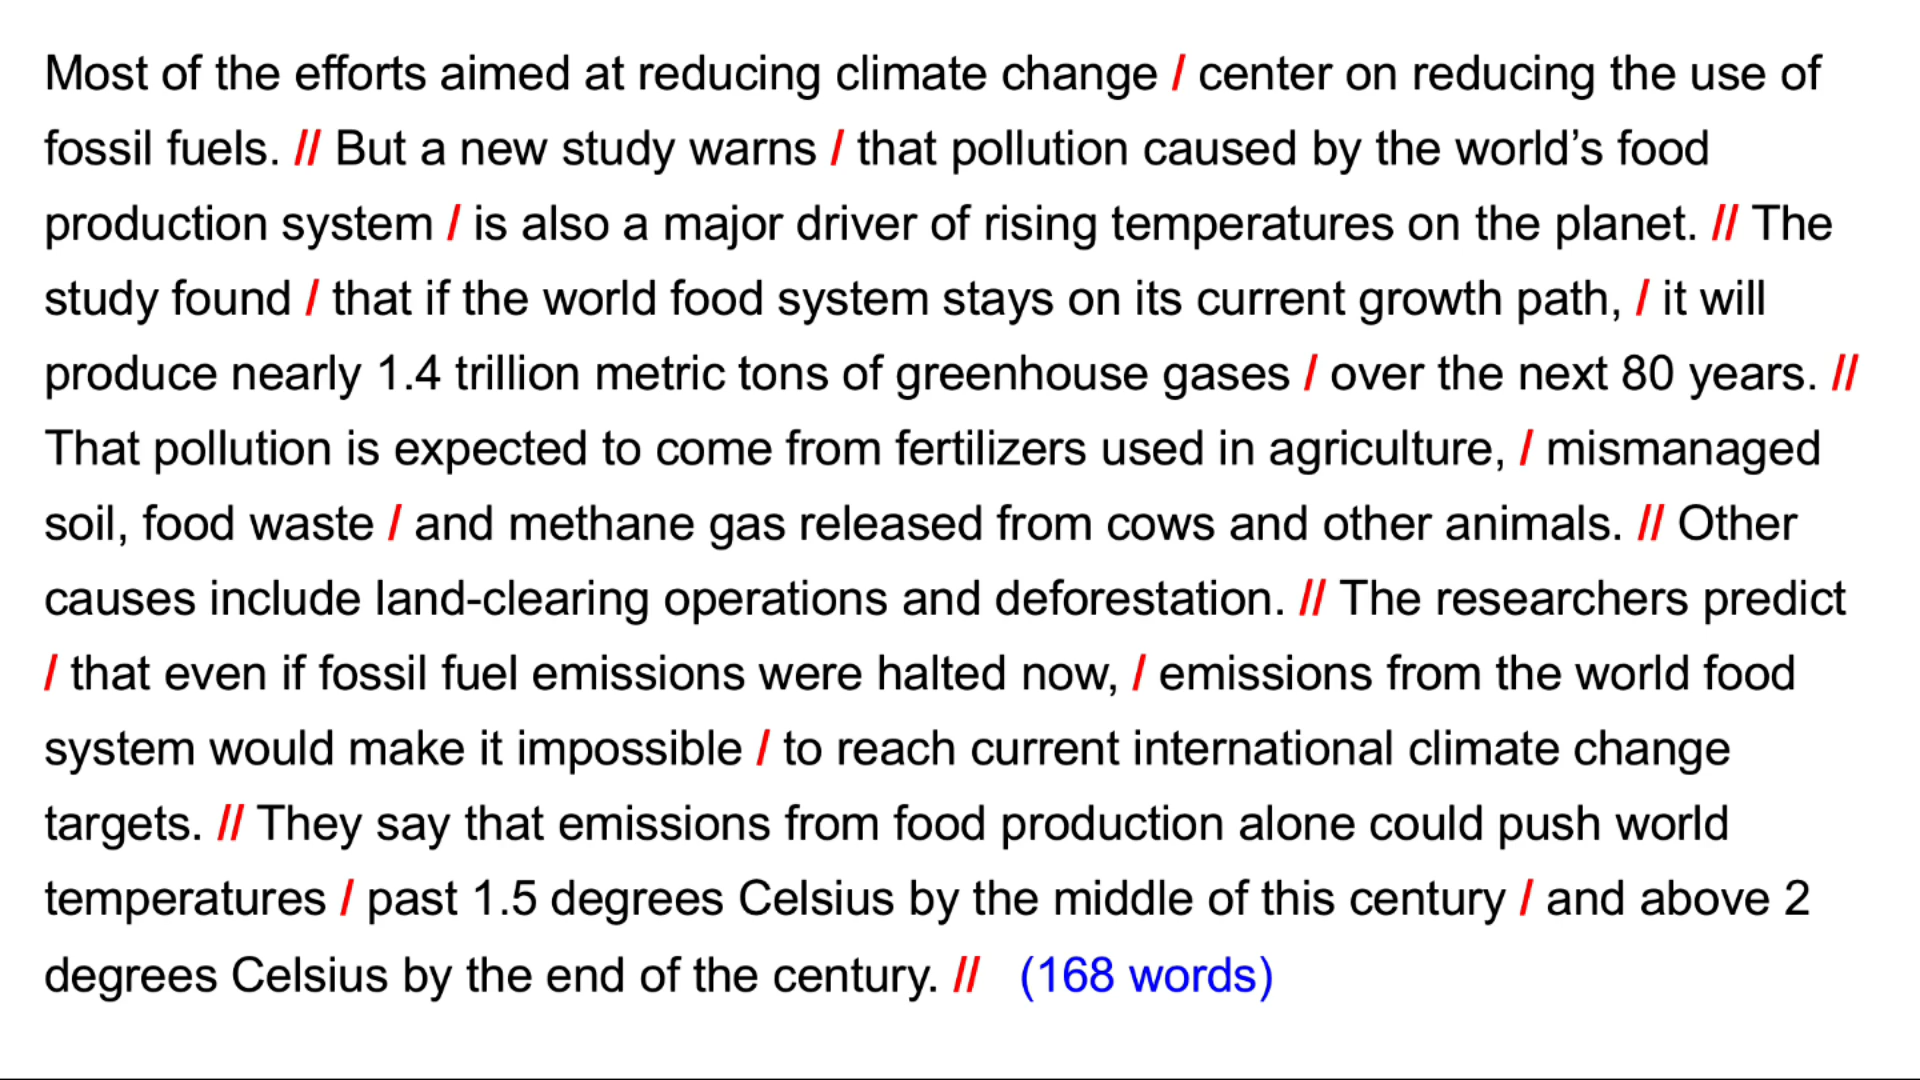 Most of the efforts aimed at reducing climate change / center on reducing the use of
fossil fuels. // But a new study warns / that pollution caused by the world’s food
production system / is also a major driver of rising temperatures on the planet. // The
study found / that if the world food system stays on its current growth path, / it will
produce nearly 1.4 trillion metric tons of greenhouse gases / over the next 80 years. //
That pollution is expected to come from fertilizers used in agriculture, / mismanaged
soil, food waste / and methane gas released from cows and other animals. // Other
causes include land-clearing operations and deforestation. // The researchers predict
/ that even if fossil fuel emissions were halted now, / emissions from the world food
system would make it impossible / to reach current international climate change
targets. // They say that emissions from food production alone could push world
temperatures / past 1.5 degrees Celsius by the middle of this century / and above 2
degrees Celsius by the end of the century. // (168 words)